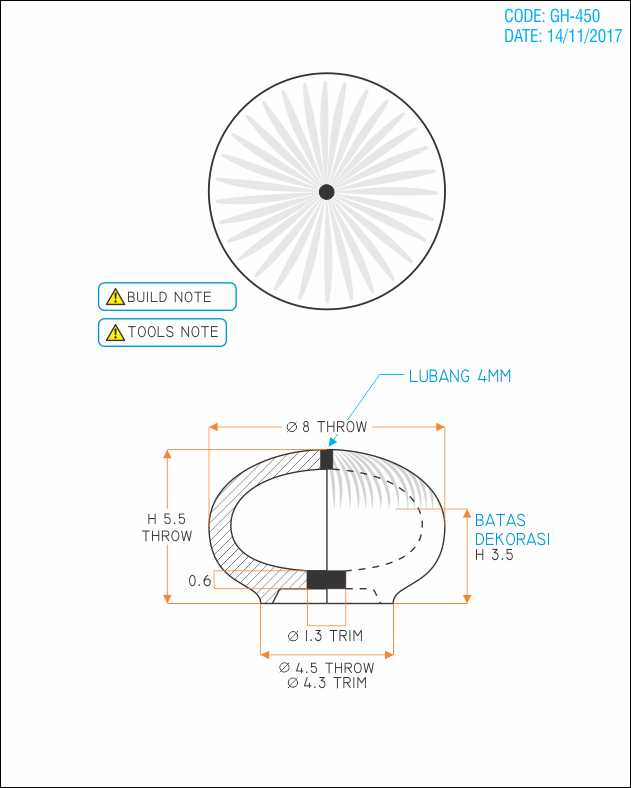 CODE: GH-450
DATE: 14/11/2017
BUILD NOTE
TOOLS NOTE
LUBANG 4MM
Ø 8 THROW
H 5.5
THROW
BATAS
DEKORASI
H 3.5
0.6
Ø 1.3 TRIM
Ø 4.5 THROW
Ø 4.3 TRIM